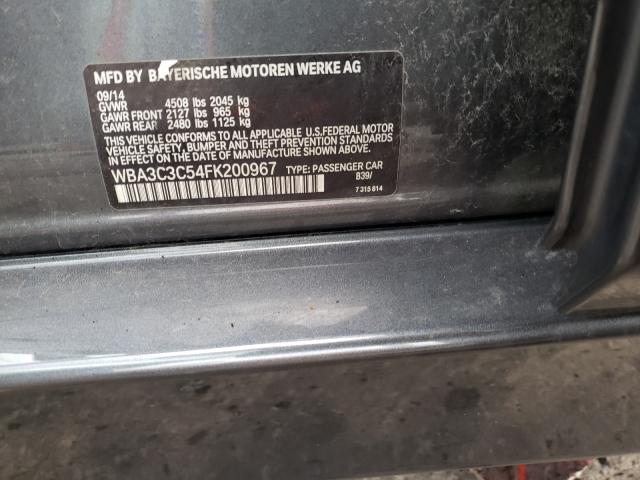 MFD BY BAYERISCHE MOTOREN WERKE AG
09/14
GVWR 4508 lbs 2045 kg
GAWR FRONT 2127 lbs 965 kg
GAWR REAR 2480 lbs 1125 kg
THIS VEHICLE CONFORMS TO ALL APPLICABLE U.S. FEDERAL MOTOR
VEHICLE SAFETY, BUMPER AND THEFT PREVENTION STANDARDS
IN EFFECT ON THE DATE OF MANUFACTURE SHOWN ABOVE.
WBA3C3C54FK200967 TYPE: PASSENGER CAR
B39/
7 315 814